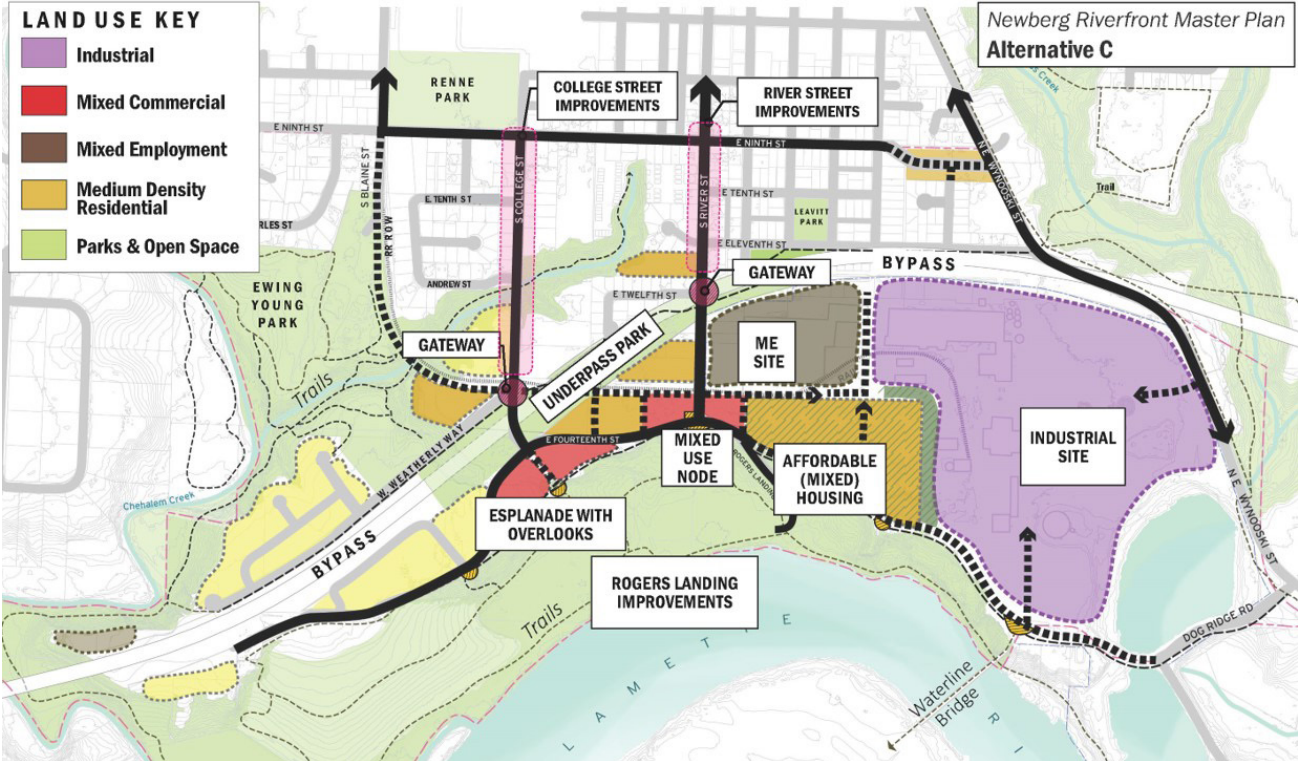 LAND USE KEY
Industrial
Mixed Commercial
Mixed Employment
Medium Density
Residential
Parks & Open Space
Newberg Riverfront Master Plan
Alternative C
RENNE
PARK
COLLEGE STREET
IMPROVEMENTS
RIVER STREET
IMPROVEMENTS
E NINTH ST
E NINTH ST
S BLAINE ST
S COLLEGE ST
S RIVER ST
NE WYNOOSKI ST
Trail
E TENTH ST
E TENTH ST
LEAVITT
PARK
RLES ST
RR ROW
E ELEVENTH ST
BYPASS
GATEWAY
ANDREW ST
E TWELFTH ST
EWING
YOUNG
PARK
GATEWAY
UNDERPASS PARK
ME
SITE
Trails
E FOURTEENTH ST
MIXED
USE
NODE
ROGERS LANDING
AFFORDABLE
(MIXED)
HOUSING
INDUSTRIAL
SITE
W. WEATHERLY WAY
Chehalem Creek
BYPASS
ESPLANADE WITH
OVERLOOKS
NE WYNOOSKI ST
ROGERS LANDING
IMPROVEMENTS
Trails
DOG RIDGE RD
Waterline
Bridge
L A M E T T E
R I